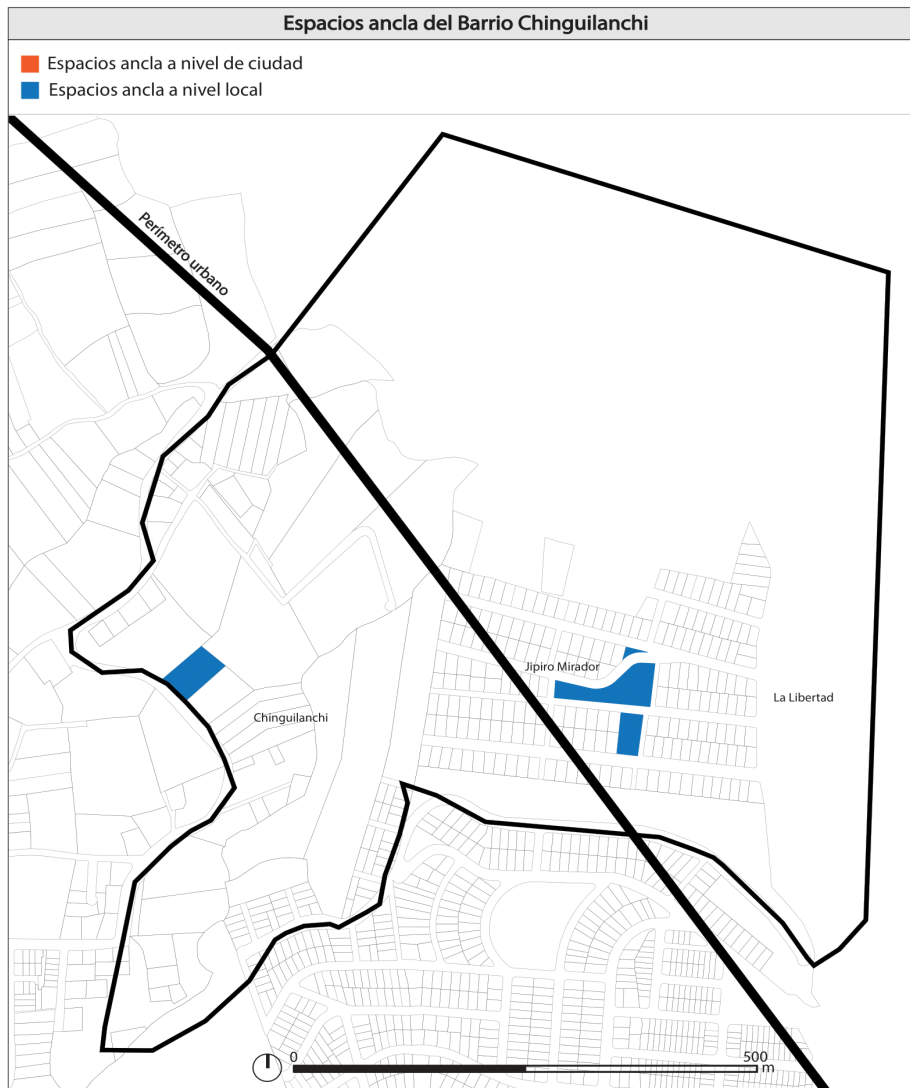 Espacios ancla del Barrio Chinguilanchi
Espacios ancla a nivel de ciudad
Espacios ancla a nivel local
Perímetro urbano
Jipiro Mirador
La Libertad
Chinguilanchi
0
500
m